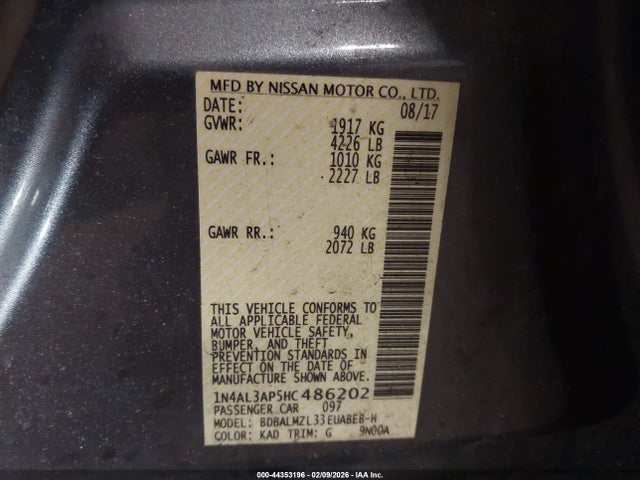 MFD BY NISSAN MOTOR CO., LTD.
DATE: 08/17
GVWR: 1917 KG
4226 LB
GAWR FR.: 1010 KG
2227 LB
GAWR RR.: 940 KG
2072 LB
THIS VEHICLE CONFORMS TO
ALL APPLICABLE FEDERAL
MOTOR VEHICLE SAFETY,
BUMPER, AND THEFT
PREVENTION STANDARDS IN
EFFECT ON THE DATE OF
MANUFACTURE SHOWN ABOVE.
1N4AL3AP5HC486202
PASSENGER CAR 097
MODEL: BDBALMZL33EUABEB-H
COLOR: KAD TRIM: G 9N00A
000-44353196 - 02/09/2026 - IAA Inc.